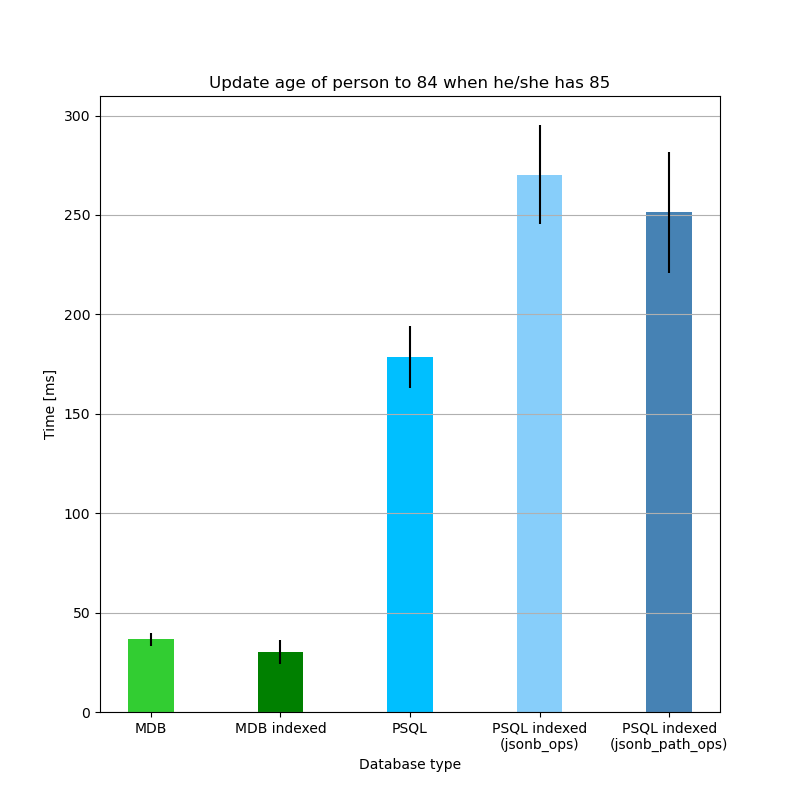 Update age of person to 84 when he/she has 85
300
250
200
150
100
50
0
Time [ms]
MDB
MDB indexed
PSQL
PSQL indexed
(jsonb_ops)
PSQL indexed
(jsonb_path_ops)
Database type